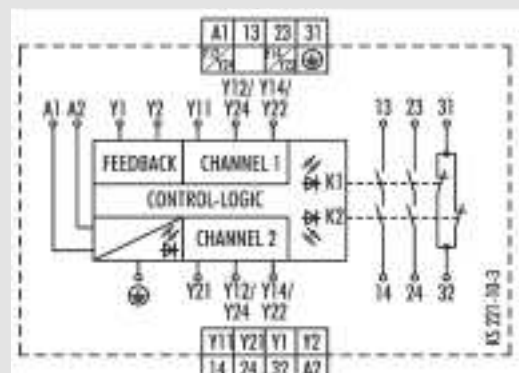 A1 13 23 31
Y12/ Y14/
A1 A2 Y1 Y2 Y11 Y24 Y22 13 23 31
FEEDBACK CHANNEL 1
K1
CONTROL-LOGIC
K2
CHANNEL 2
Y21 Y12/ Y14/ 14 24 32
Y24 Y22
KS 221-10-3
Y11 Y21 Y1 Y2
14 24 32 A2